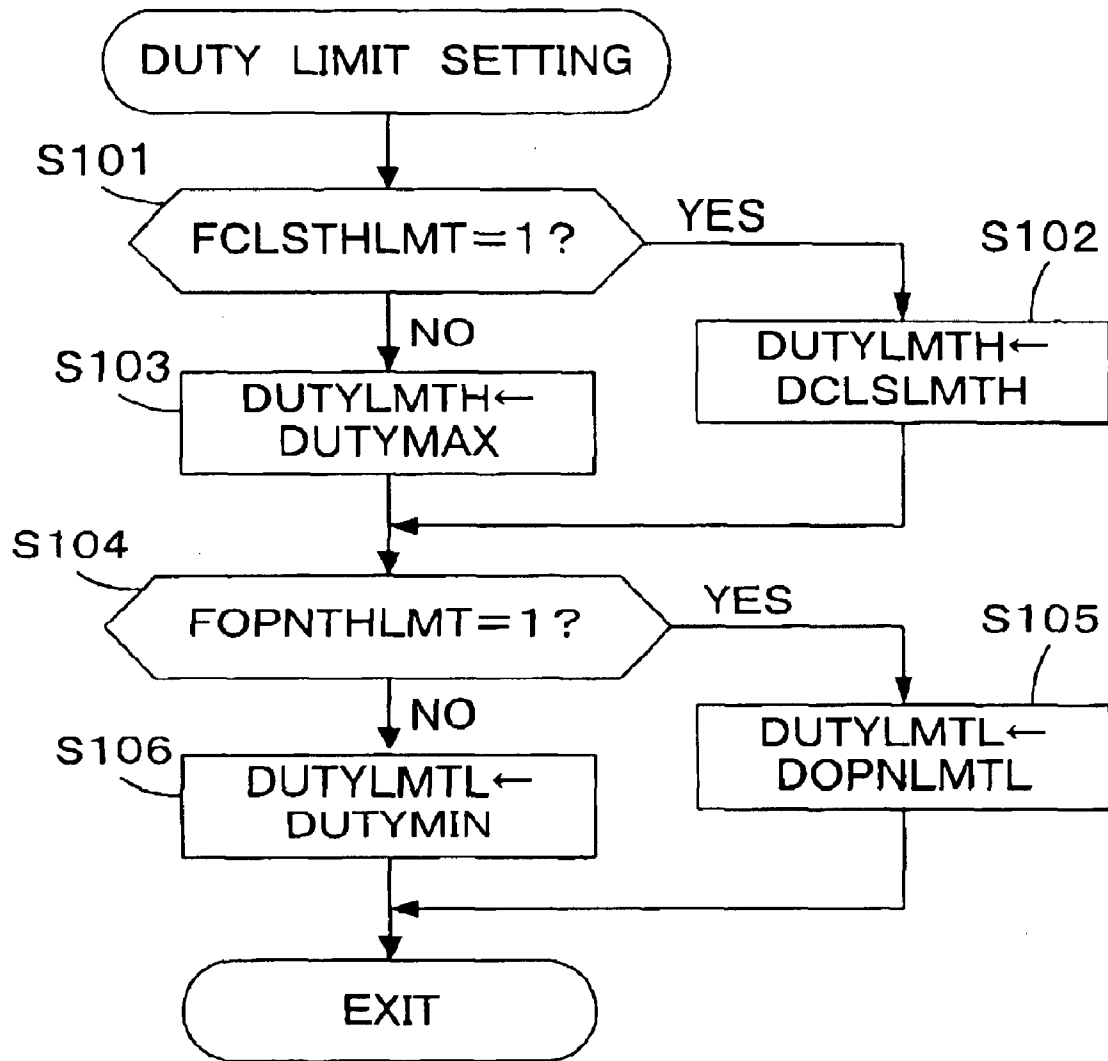 DUTY LIMIT SETTING
S101
FCLSTHLMT=1?
YES
S102
DUTYLMTH←
DCLSLMTH
NO
S103
DUTYLMTH←
DUTYMAX
S104
FOPNTHLMT=1?
YES
S105
DUTYLMTL←
DOPNLMTL
NO
S106
DUTYLMTL←
DUTYMIN
EXIT